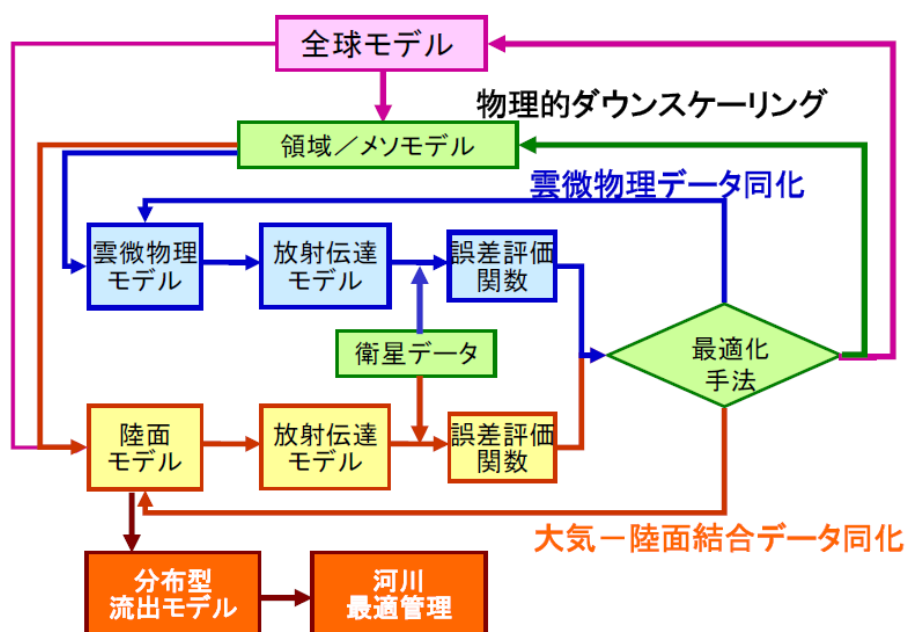 全球モデル
物理的ダウンスケーリング
領域／メソモデル
雲微物理データ同化
雲微物理
モデル
放射伝達
モデル
誤差評価
関数
衛星データ
最適化
手法
陸面
モデル
放射伝達
モデル
誤差評価
関数
大気－陸面結合データ同化
分布型
流出モデル
河川
最適管理